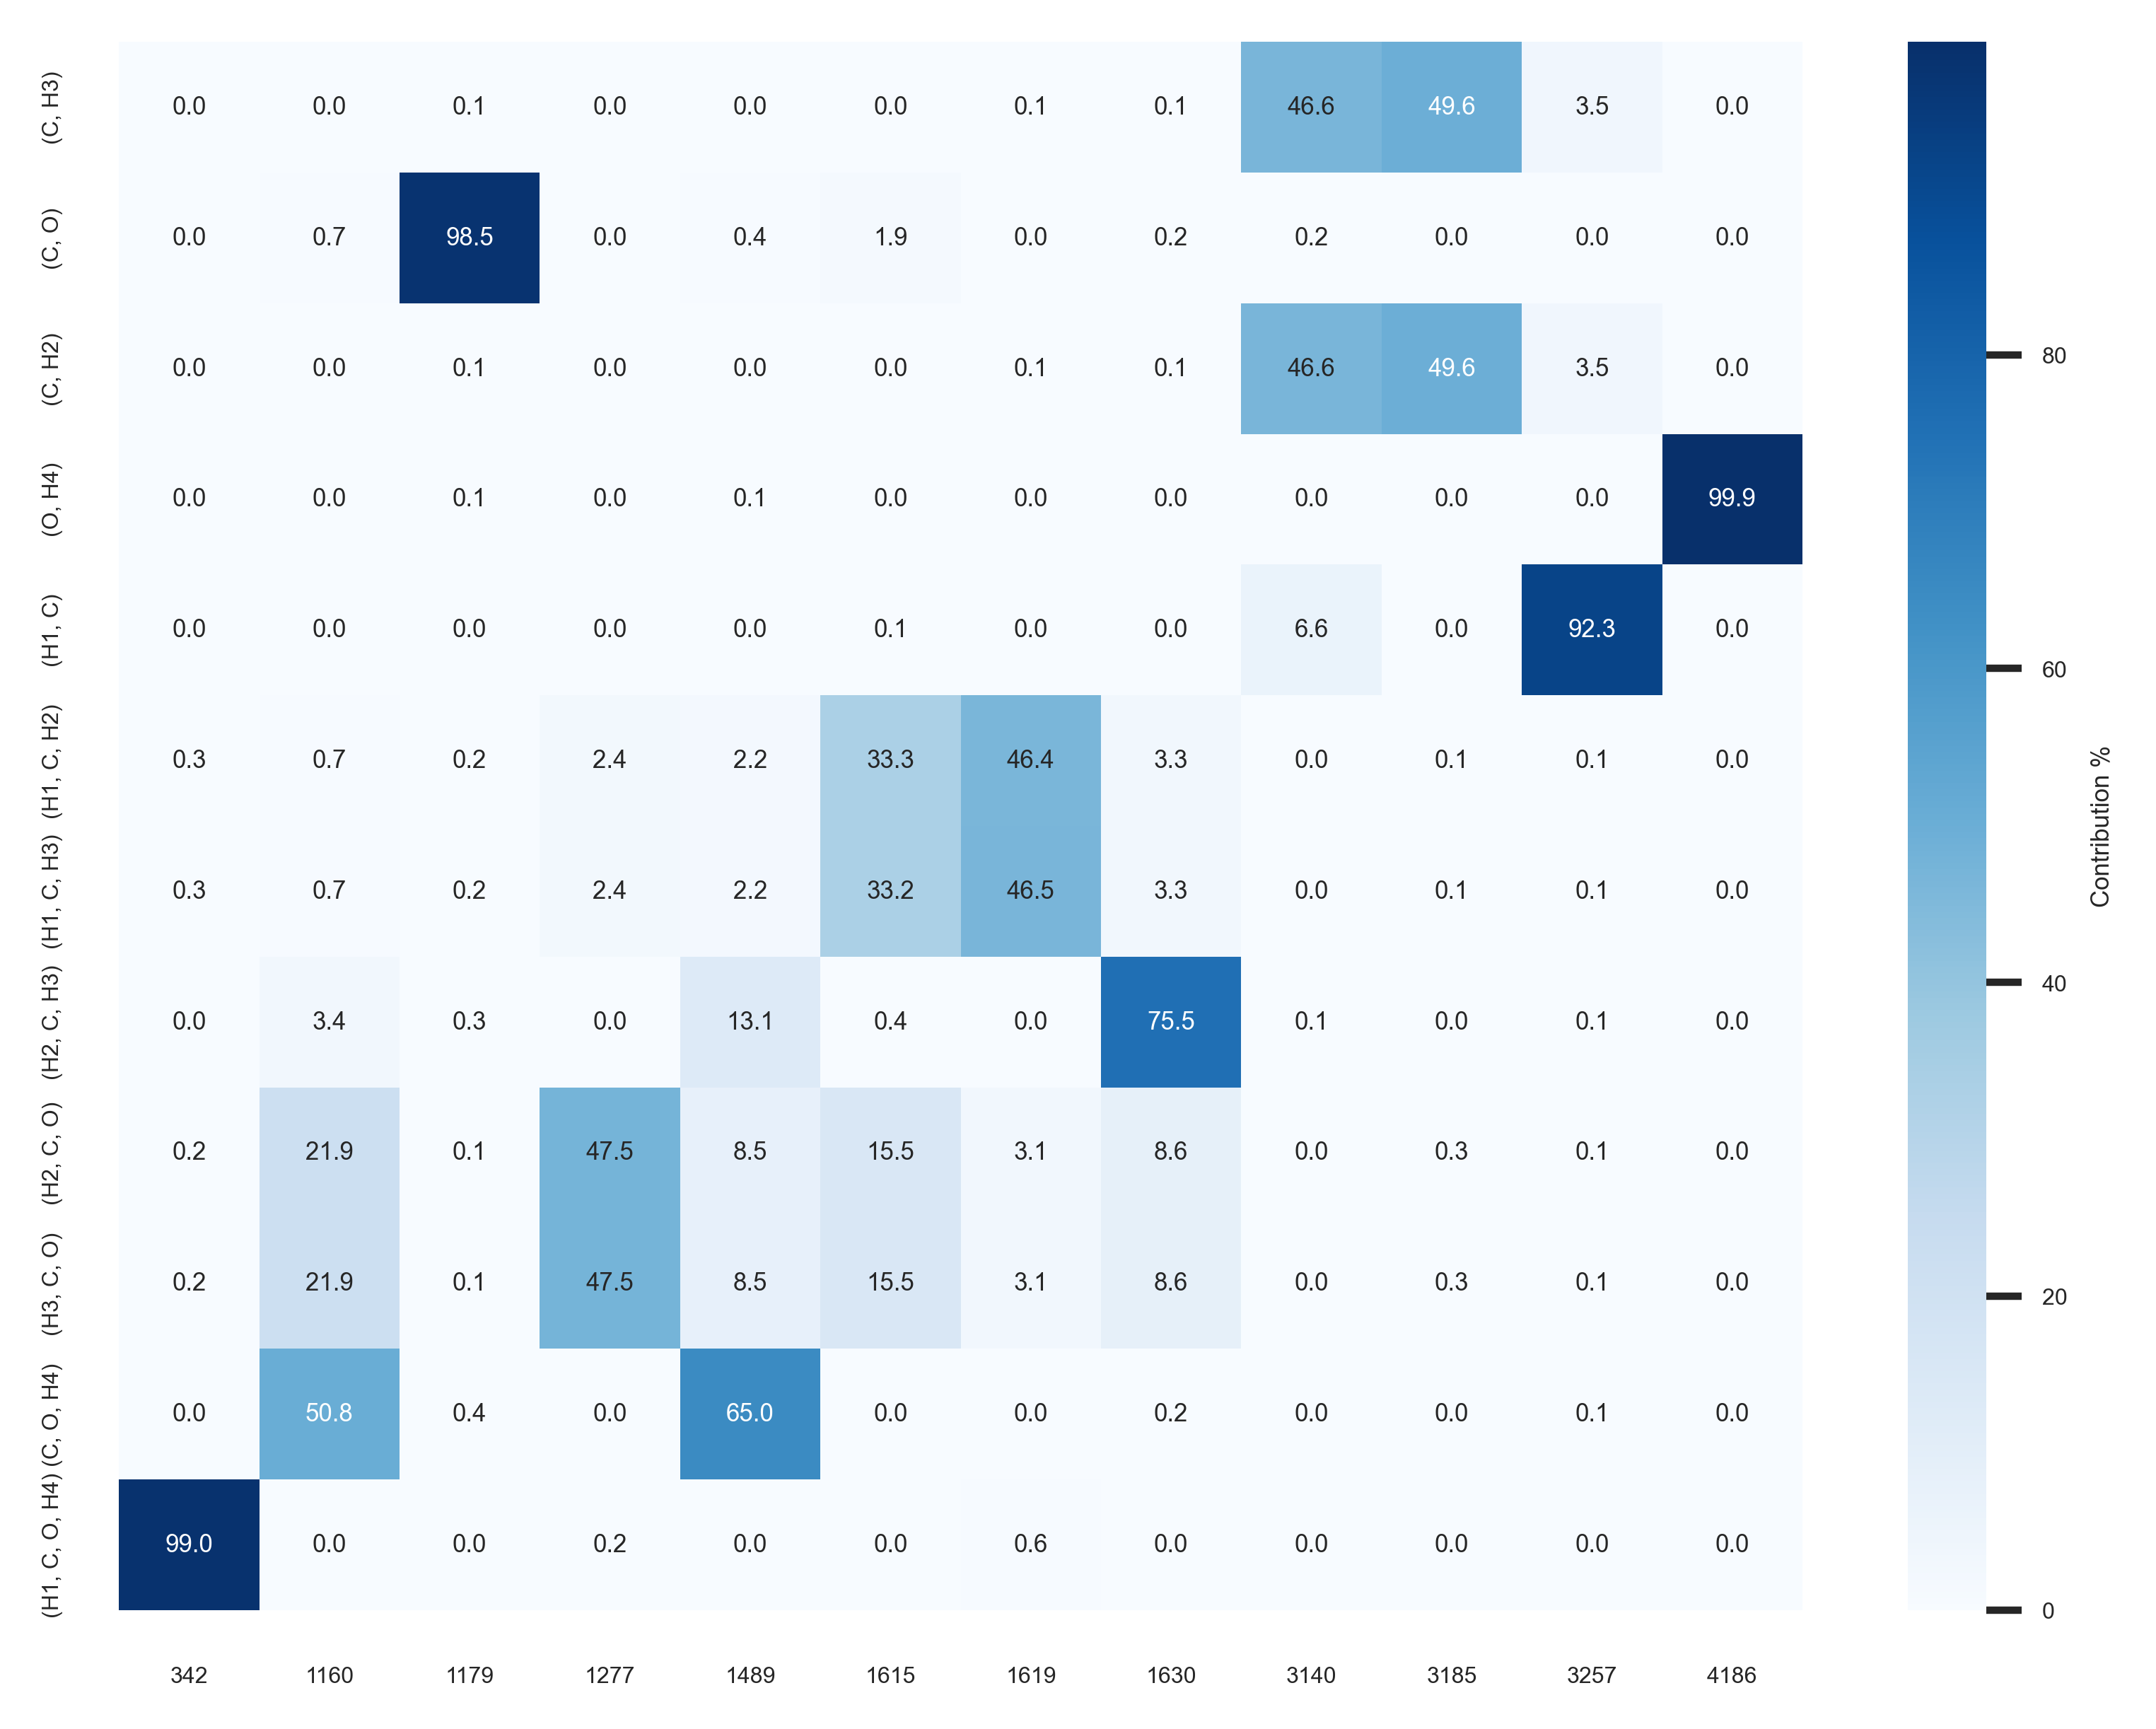 (C, H3) 0.0 0.0 0.1 0.0 0.0 0.0 0.1 0.1 46.6 49.6 3.5 0.0
(C, O) 0.0 0.7 98.5 0.0 0.4 1.9 0.0 0.2 0.2 0.0 0.0 0.0
(C, H2) 0.0 0.0 0.1 0.0 0.0 0.0 0.1 0.1 46.6 49.6 3.5 0.0
(O, H4) 0.0 0.0 0.1 0.0 0.1 0.0 0.0 0.0 0.0 0.0 0.0 99.9
(H1, C) 0.0 0.0 0.0 0.0 0.0 0.1 0.0 0.0 6.6 0.0 92.3 0.0
(H1, C, H2) 0.3 0.7 0.2 2.4 2.2 33.3 46.4 3.3 0.0 0.1 0.1 0.0
(H1, C, H3) 0.3 0.7 0.2 2.4 2.2 33.2 46.5 3.3 0.0 0.1 0.1 0.0
(H2, C, H3) 0.0 3.4 0.3 0.0 13.1 0.4 0.0 75.5 0.1 0.0 0.1 0.0
(H2, C, O) 0.2 21.9 0.1 47.5 8.5 15.5 3.1 8.6 0.0 0.3 0.1 0.0
(H3, C, O) 0.2 21.9 0.1 47.5 8.5 15.5 3.1 8.6 0.0 0.3 0.1 0.0
(C, O, H4) 0.0 50.8 0.4 0.0 65.0 0.0 0.0 0.2 0.0 0.0 0.1 0.0
(H1, C, O, H4) 99.0 0.0 0.0 0.2 0.0 0.0 0.6 0.0 0.0 0.0 0.0 0.0
342 1160 1179 1277 1489 1615 1619 1630 3140 3185 3257 4186
80
60
40
20
0
Contribution %